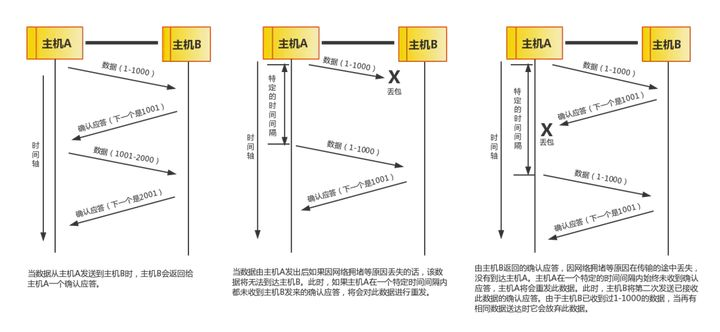 主机A
主机B
数据（1-1000）
确认应答（下一个是1001）
数据（1001-2000）
确认应答（下一个是2001）
时间轴
当数据从主机A发送到主机B时，主机B会返回给
主机A一个确认应答。
主机A
主机B
数据（1-1000）
X
丢包
特定的时间间隔
数据（1-1000）
确认应答（下一个是1001）
时间轴
当数据由主机A发出后如果因网络拥堵等原因丢失的话，该数
据将无法到达主机B。此时，如果主机A在一个特定时间间隔内
都未收到主机B发来的确认应答，将会对此数据进行重发。
主机A
主机B
数据（1-1000）
确认应答（下一个是1001）
X
丢包
特定的时间间隔
数据（1-1000）
确认应答（下一个是1001）
时间轴
由主机B返回的确认应答，因网络拥堵等原因在传输的途中丢失，
没有到达主机A。主机A在一个特定的时间间隔内始终未收到确认
应答，主机A将会重发此数据。此时，主机B将第二次发送已接收
此数据的确认应答。由于主机B已收到过1-1000的数据，当再有
相同数据送达时它会放弃此数据。